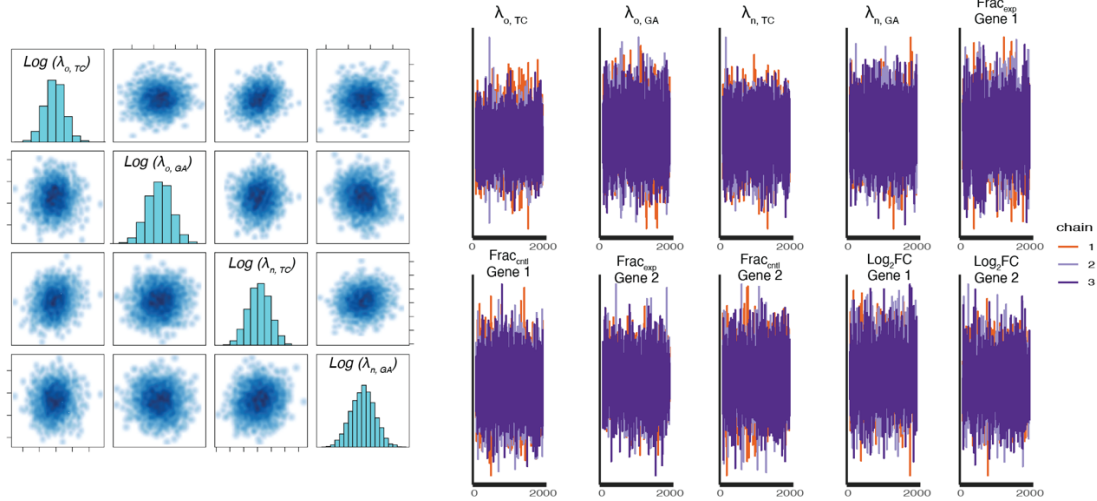 Log (λo, TC)
Log (λo, GA)
Log (λn, TC)
Log (λn, GA)
λo, TC
λo, GA
λn, TC
λn, GA
Fracexp
Gene 1
0 2000
0 2000
0 2000
0 2000
0 2000
Fraccntl
Gene 1
Fracexp
Gene 2
Fraccntl
Gene 2
Log2FC
Gene 1
Log2FC
Gene 2
0 2000
0 2000
0 2000
0 2000
0 2000
chain
1
2
3